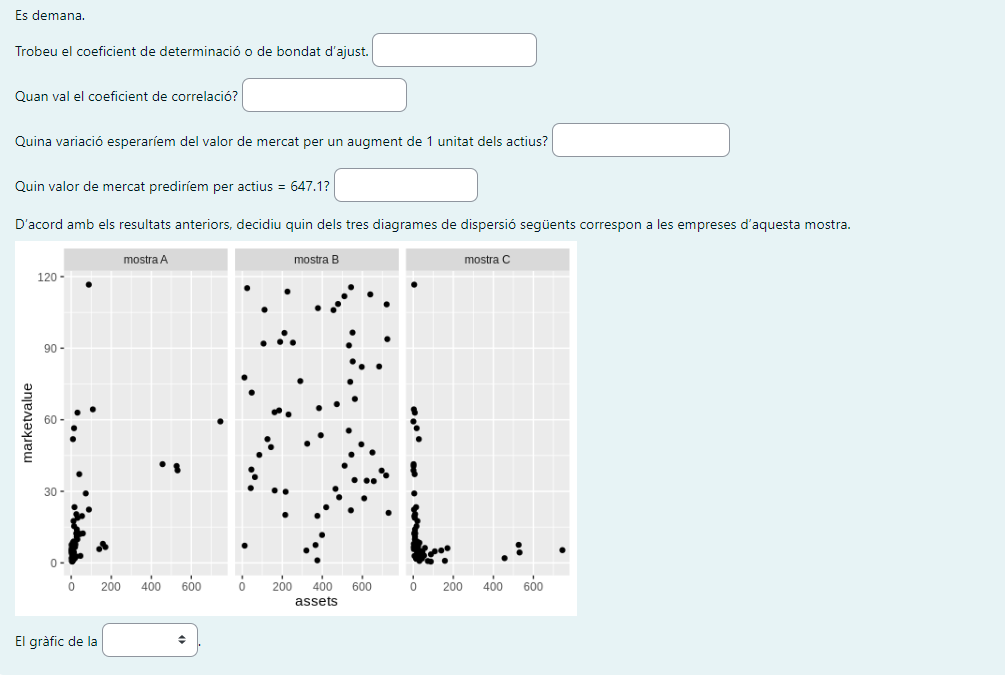 Es demana.
Trobeu el coeficient de determinació o de bondat d'ajust.
Quan val el coeficient de correlació?
Quina variació esperaríem del valor de mercat per un augment de 1 unitat dels actius?
Quin valor de mercat prediríem per actius = 647.1?
D'acord amb els resultats anteriors, decidiu quin dels tres diagrames de dispersió següents correspon a les empreses d'aquesta mostra.
mostra A mostra B mostra C
120
90
60
30
0
marketvalue
0 200 400 600 0 200 400 600 0 200 400 600
assets
El gràfic de la .